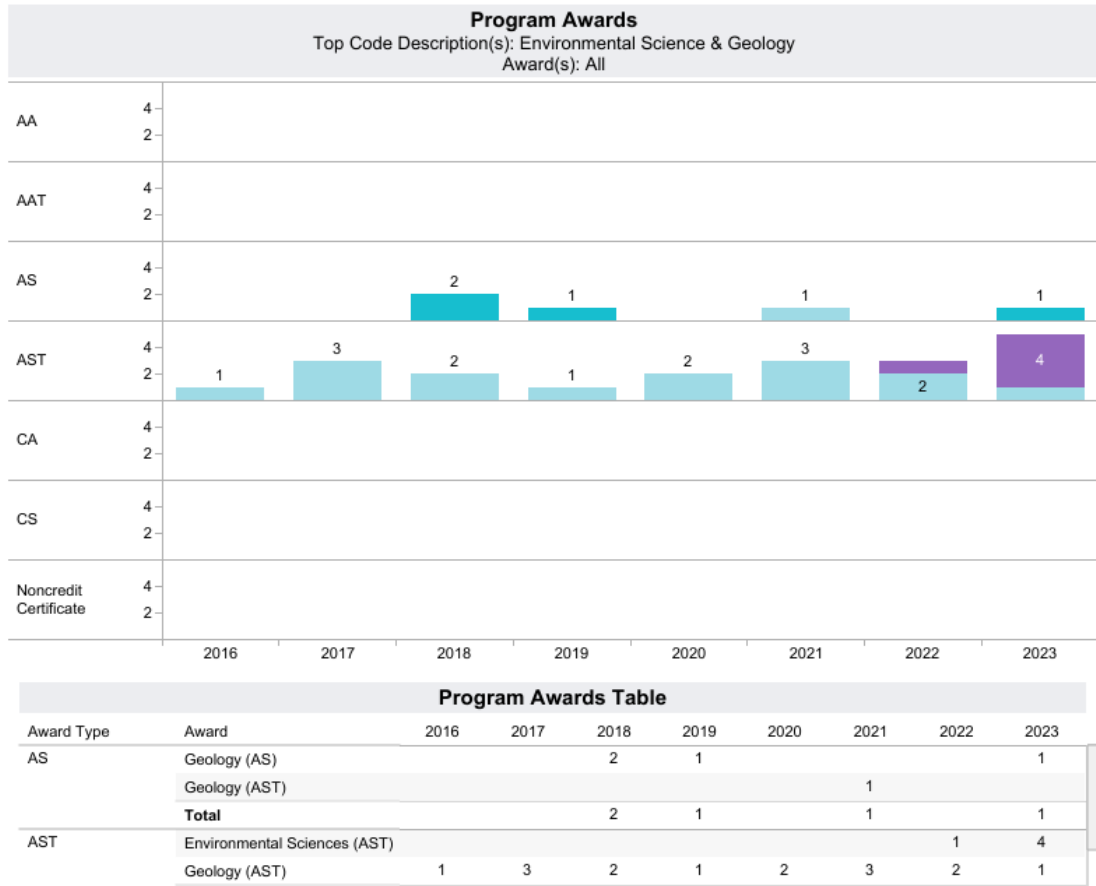 Program Awards
Top Code Description(s): Environmental Science & Geology
Award(s): All
AA
4
2
AAT
4
2
AS
4
2
2
1
1
1
AST
4
2
1
3
2
1
2
3
2
4
CA
4
2
CS
4
2
Noncredit
Certificate
4
2
2016 2017 2018 2019 2020 2021 2022 2023
Program Awards Table
Award Type Award 2016 2017 2018 2019 2020 2021 2022 2023
AS Geology (AS) 2 1 1
Geology (AST) 1
Total 2 1 1 1
AST Environmental Sciences (AST) 1 4
Geology (AST) 1 3 2 1 2 3 2 1